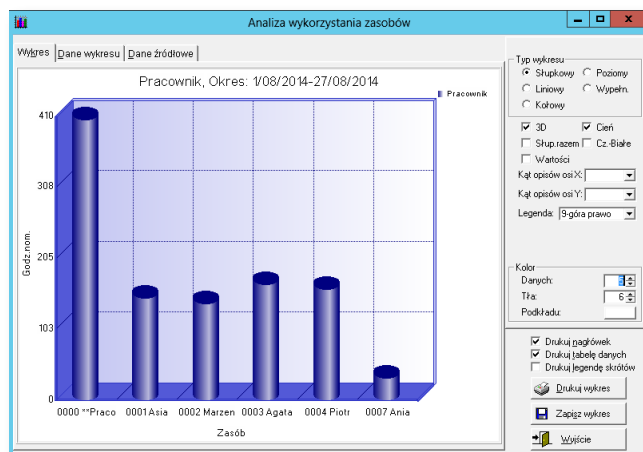 Analiza wykorzystania zasobów
Wykres Dane wykresu Dane źródłowe
Pracownik, Okres: 1/08/2014-27/08/2014
Pracownik
Godz.nom.
410
308
205
103
0
0000 **Praco 0001 Asia 0002 Marzen 0003 Agata 0004 Piotr 0007 Ania
Zasób
Typ wykresu
Słupkowy Poziomy
Liniowy Wypełn.
Kołowy
3D Cień
Słup.razem Cz.-Białe
Wartości
Kąt opisów osi X:
Kąt opisów osi Y:
Legenda: 9-góra prawo
Kolor
Danych:
Tła: 6
Podkładu:
Drukuj nagłówek
Drukuj tabelę danych
Drukuj legendę skrótów
Drukuj wykres
Zapisz wykres
Wyjście